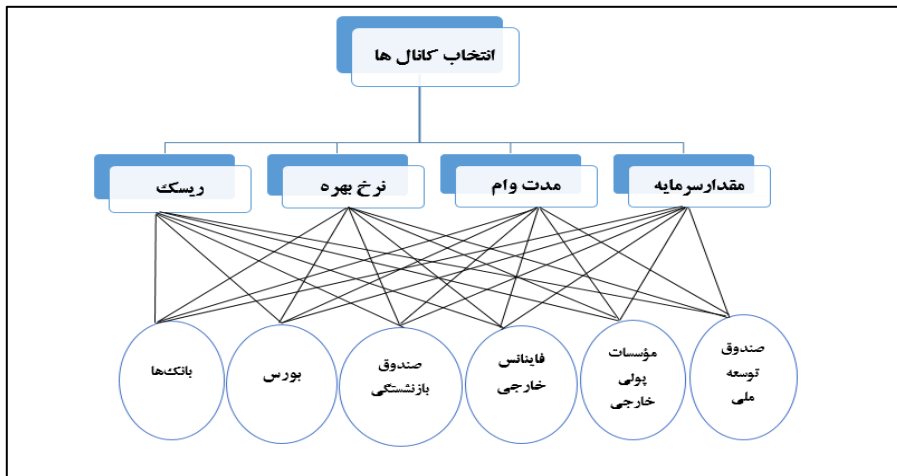 انتخاب کانال ها
مقدارسرمایه
مدت وام
نرخ بهره
ریسک
صندوق
توسعه
ملی
مؤسسات
پولی
خارجی
فاینانس
خارجی
صندوق
بازنشستگی
بورس
بانک‌ها